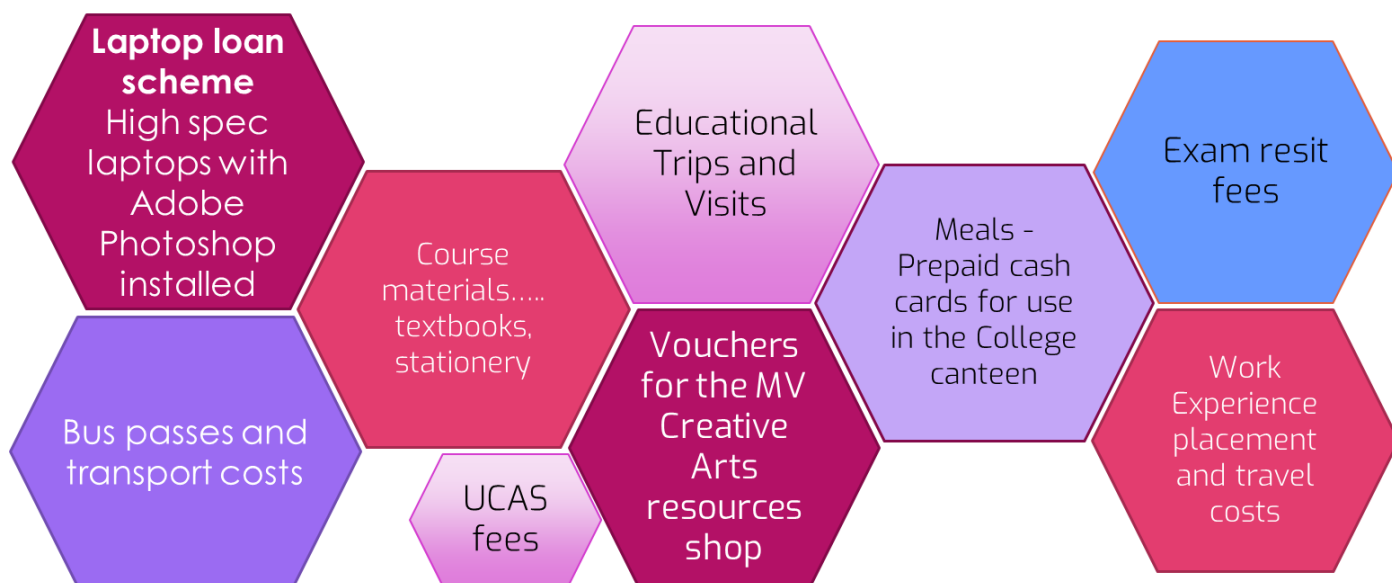 Laptop loan
scheme
High spec
laptops with
Adobe
Photoshop
installed
Bus passes and
transport costs
Course
materials…..
textbooks,
stationery
UCAS
fees
Educational
Trips and
Visits
Vouchers
for the MV
Creative
Arts
resources
shop
Meals -
Prepaid cash
cards for use
in the College
canteen
Exam resit
fees
Work
Experience
placement
and travel
costs